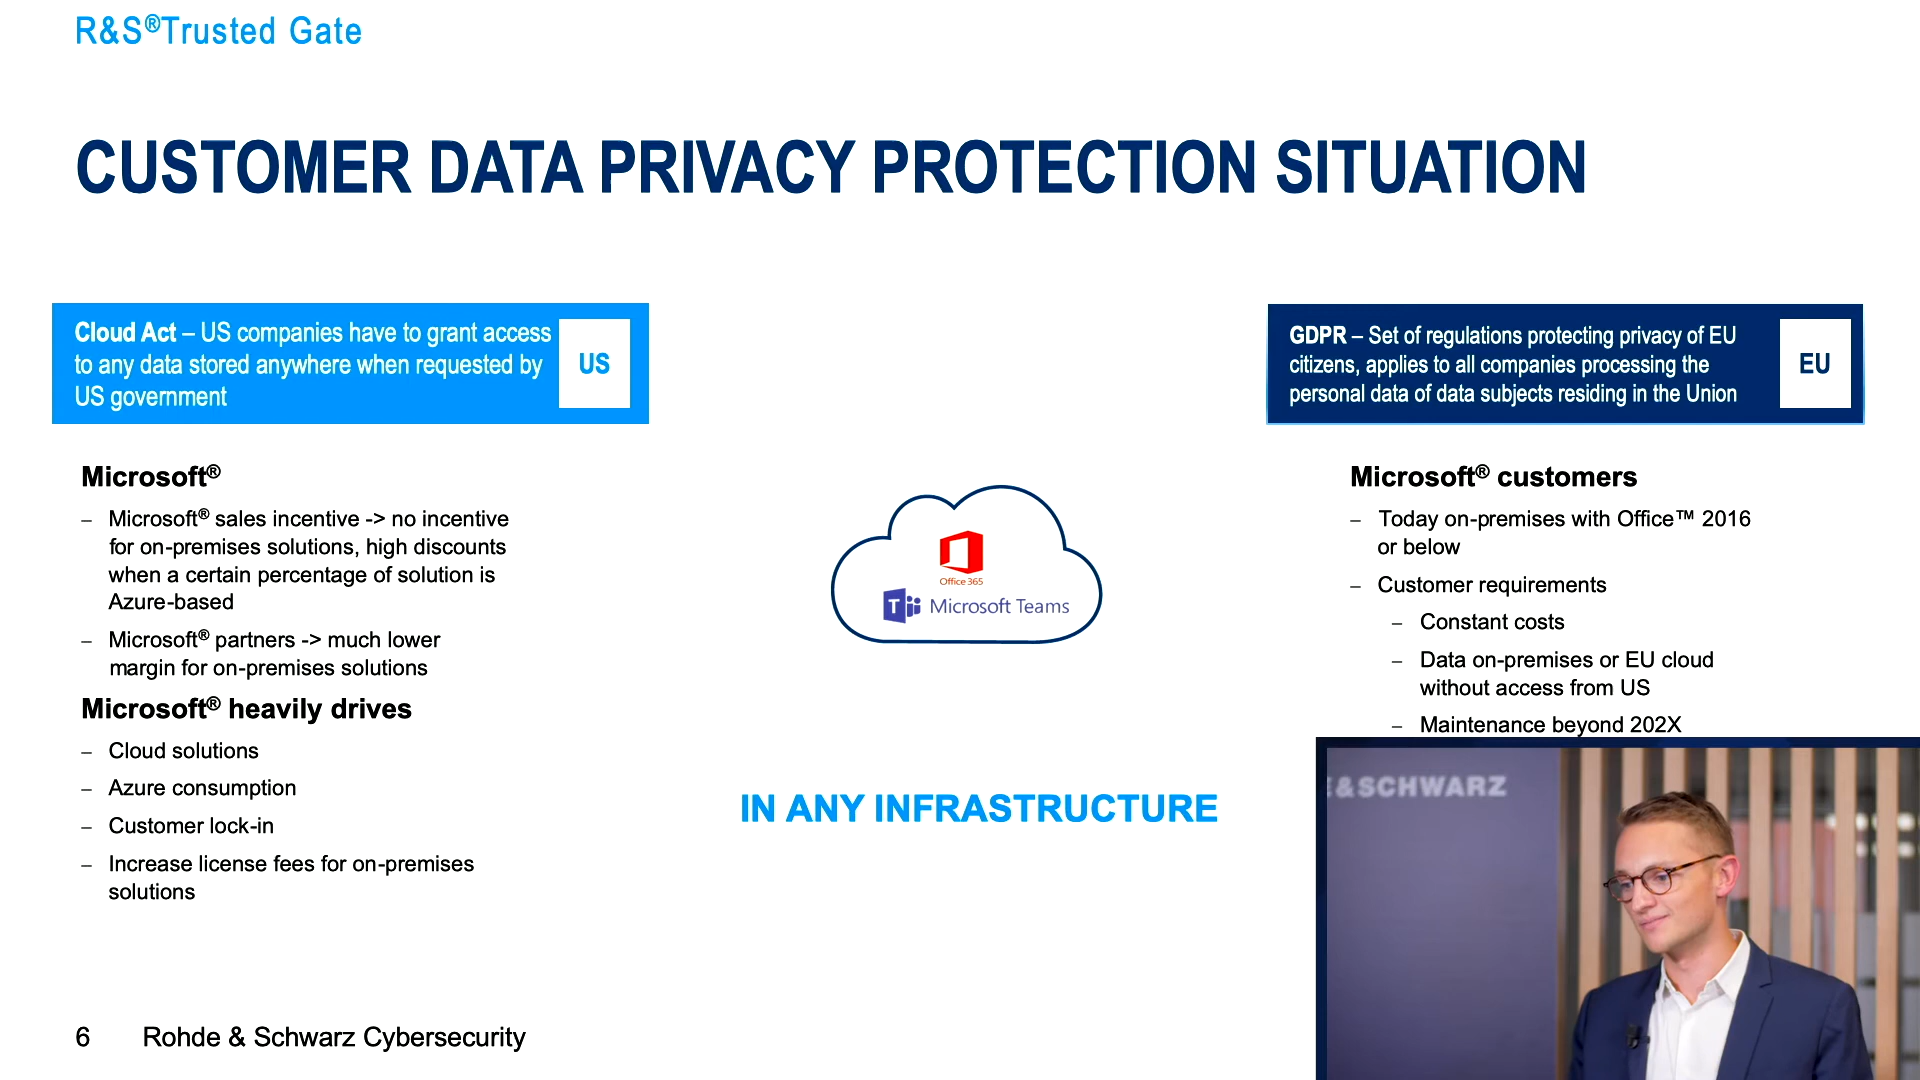 R&S®Trusted Gate
CUSTOMER DATA PRIVACY PROTECTION SITUATION
Cloud Act – US companies have to grant access
to any data stored anywhere when requested by
US government
US
GDPR – Set of regulations protecting privacy of EU
citizens, applies to all companies processing the
personal data of data subjects residing in the Union
EU
Microsoft®
– Microsoft® sales incentive -> no incentive
for on-premises solutions, high discounts
when a certain percentage of solution is
Azure-based
– Microsoft® partners -> much lower
margin for on-premises solutions
Microsoft® heavily drives
– Cloud solutions
– Azure consumption
– Customer lock-in
– Increase license fees for on-premises
solutions
Office 365
T Microsoft Teams
IN ANY INFRASTRUCTURE
Microsoft® customers
– Today on-premises with Office™ 2016
or below
– Customer requirements
– Constant costs
– Data on-premises or EU cloud
without access from US
– Maintenance beyond 202X
&SCHWARZ
6 Rohde & Schwarz Cybersecurity